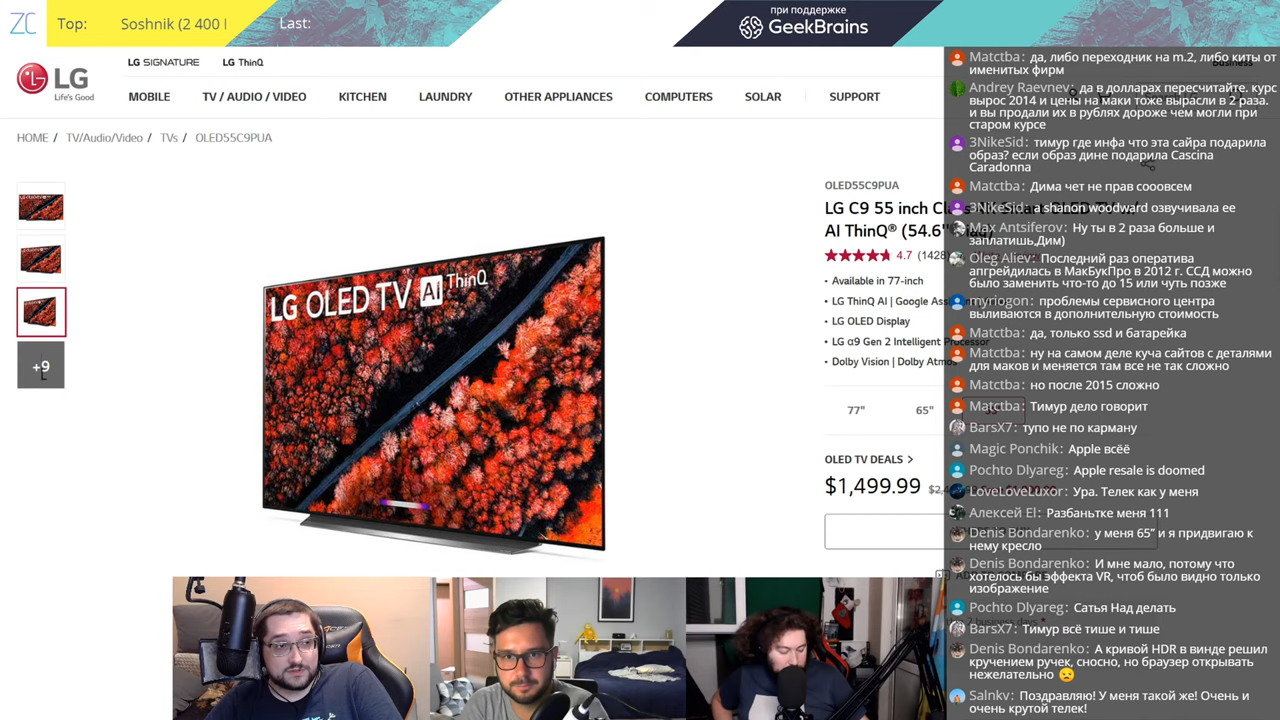 ZC
Top: Soshnik (2 400
Last:
при поддержке
GeekBrains
LG SIGNATURE LG ThinQ
LG
Life's Good
MOBILE TV / AUDIO / VIDEO KITCHEN LAUNDRY OTHER APPLIANCES COMPUTERS SOLAR SUPPORT
HOME / TV/Audio/Video / TVs / OLED55C9PUA
+9
LG OLED TV AI ThinQ
OLED55C9PUA
LG C9 55 inch
AI ThinQ® (54.6"
4.7 (1428)
• Available in 77-inch
• LG ThinQ AI | Google
• LG OLED Display
• LG α9 Gen 2 Intelligent Processor
• Dolby Vision | Dolby Atmos
77" 65"
OLED TV DEALS >
$1,499.99
Matctba: да, либо переходник на m.2, либо киты от
именитых фирм
Andrey Raevnev: да в долларах пересчитайте. курс
вырос 2014 и цены на маки тоже вырасли в 2 раза.
и вы продали их в рублях дороже чем могли при
старом курсе
3NikeSid: тимур где инфа что эта сайра подарила
образ? если образ дине подарила Cascina
Caradonna
Matctba: Дима чет не прав сооовсем
3NikeSid: а shanon woodward озвучивала ее
Max Antsiferov: Ну ты в 2 раза больше и
заплатишь,Дим)
Oleg Aliev: Последний раз оператива
апгрейдилась в МакБукПро в 2012 г. ССД можно
было заменить что-то до 15 или чуть позже
myriogon: проблемы сервисного центра
выливаются в дополнительную стоимость
Matctba: да, только ssd и батарейка
Matctba: ну на самом деле куча сайтов с деталями
для маков и меняется там все не так сложно
Matctba: но после 2015 сложно
Matctba: Тимур дело говорит
BarsX7: тупо не по карману
Magic Ponchik: Apple всёё
Pochto Dlyareg: Apple resale is doomed
LoveLoveLuxor: Ура. Телек как у меня
Алексей El: Разбаньтке меня 111
Denis Bondarenko: у меня 65” и я придвигаю к
нему кресло
Denis Bondarenko: И мне мало, потому что
хотелось бы эффекта VR, чтоб было видно только
изображение
Pochto Dlyareg: Сатья Над делать
BarsX7: Тимур всё тише и тише
Denis Bondarenko: А кривой HDR в винде решил
кручением ручек, сносно, но браузер открывать
нежелательно
Salnkv: Поздравляю! У меня такой же! Очень и
очень крутой телек!